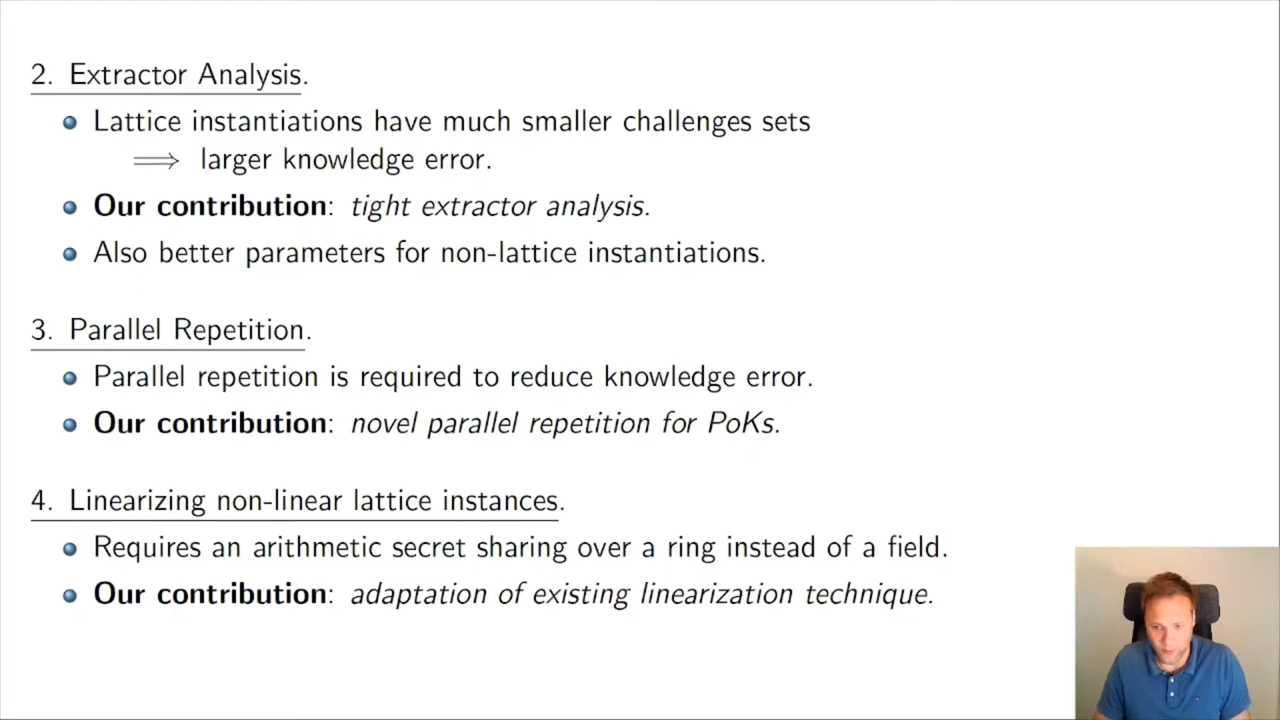 2. Extractor Analysis.
Lattice instantiations have much smaller challenges sets
⟹ larger knowledge error.
Our contribution: tight extractor analysis.
Also better parameters for non-lattice instantiations.
3. Parallel Repetition.
Parallel repetition is required to reduce knowledge error.
Our contribution: novel parallel repetition for PoKs.
4. Linearizing non-linear lattice instances.
Requires an arithmetic secret sharing over a ring instead of a field.
Our contribution: adaptation of existing linearization technique.